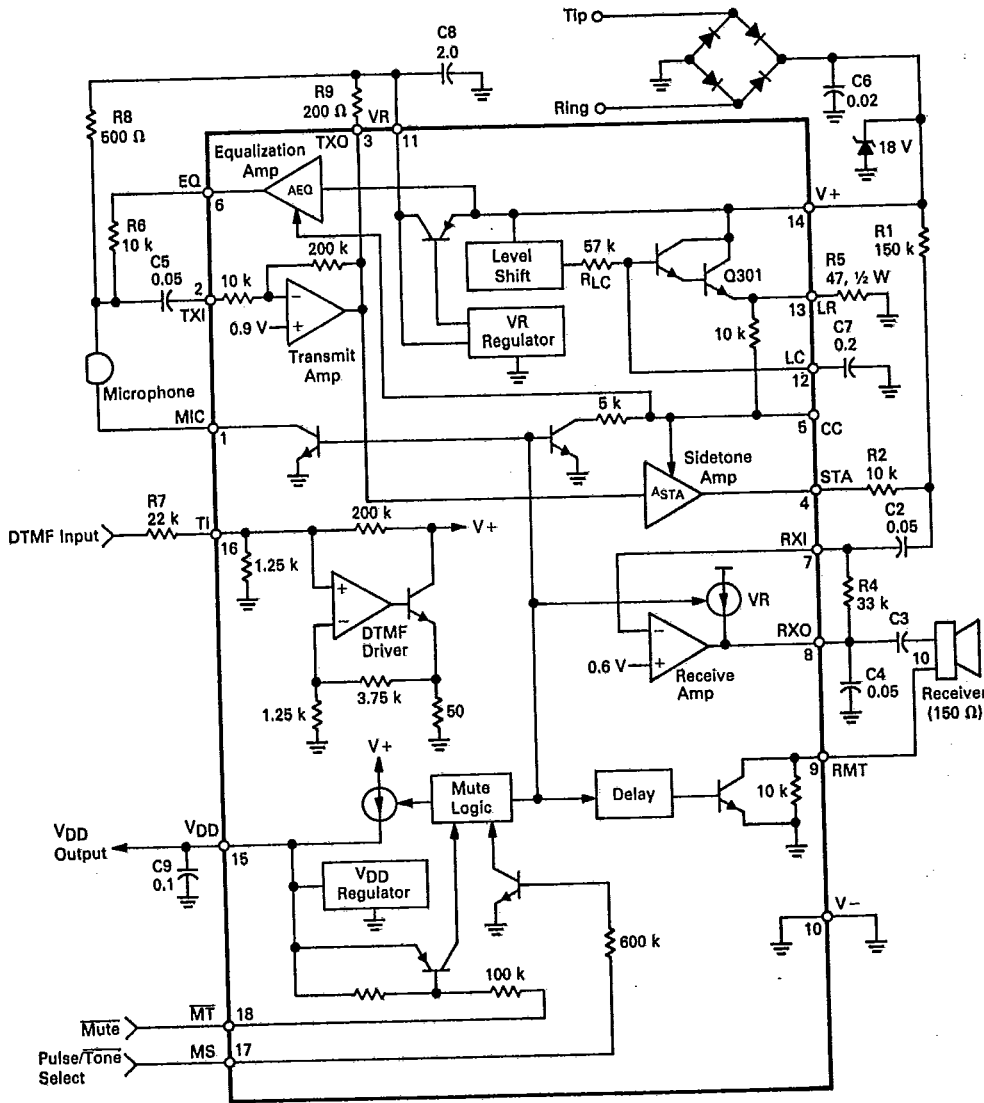 Tip
C8
2.0
C6
0.02
Ring
R9
200 Ω
VR
R8
500 Ω
TXO
3
11
18 V
Equalization
Amp
EQ
6
AEQ
V+
14
R6
10 k
200 k
R1
150 k
C5
0.05
Level
Shift
57 k
RLC
Q301
R5
47, ½ W
2
TXI
10 k
−
+
0.9 V
Transmit
Amp
VR
Regulator
10 k
13
LR
C7
0.2
LC
12
Microphone
MIC
1
5 k
5
CC
Sidetone
Amp
ASTA
STA
4
R2
10 k
R7
22 k
DTMF Input
TI
16
200 k
V+
C2
0.05
1.25 k
RXI
7
+
−
DTMF
Driver
VR
R4
33 k
RXO
8
C3
10
−
+
0.6 V
Receive
Amp
C4
0.05
Receiver
(150 Ω)
3.75 k
1.25 k
50
V+
9
RMT
10 k
Mute
Logic
Delay
VDD
Output
VDD
15
C9
0.1
VDD
Regulator
V−
10
600 k
100 k
Mute
MT
18
Pulse/Tone
Select
MS
17